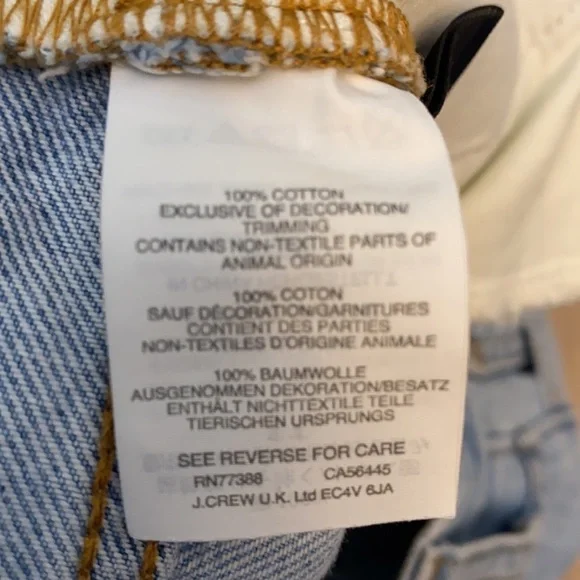 100% COTTON
EXCLUSIVE OF DECORATION/
TRIMMING
CONTAINS NON-TEXTILE PARTS OF
ANIMAL ORIGIN
100% COTON
SAUF DÉCORATION/GARNITURES
CONTIENT DES PARTIES
NON-TEXTILES D'ORIGINE ANIMALE
100% BAUMWOLLE
AUSGENOMMEN DEKORATION/BESATZ
ENTHÄLT NICHTTEXTILE TEILE
TIERISCHEN URSPRUNGS
SEE REVERSE FOR CARE
RN77388 CA56445
J.CREW U.K. Ltd EC4V 6JA